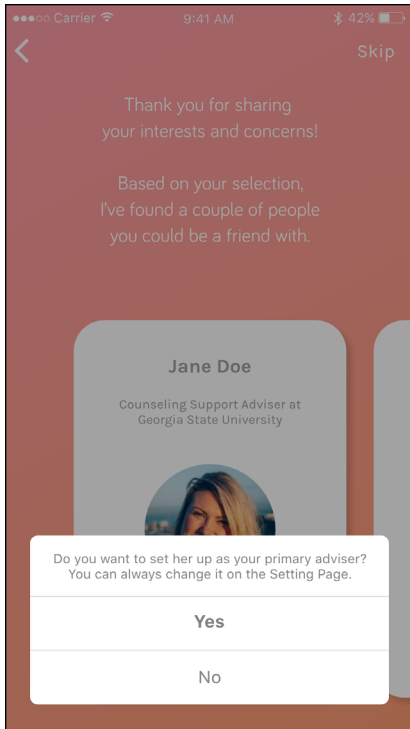 Carrier
9:41 AM
42%
Skip
Thank you for sharing
your interests and concerns!
Based on your selection,
I've found a couple of people
you could be a friend with.
Jane Doe
Counseling Support Adviser at
Georgia State University
Do you want to set her up as your primary adviser?
You can always change it on the Setting Page.
Yes
No